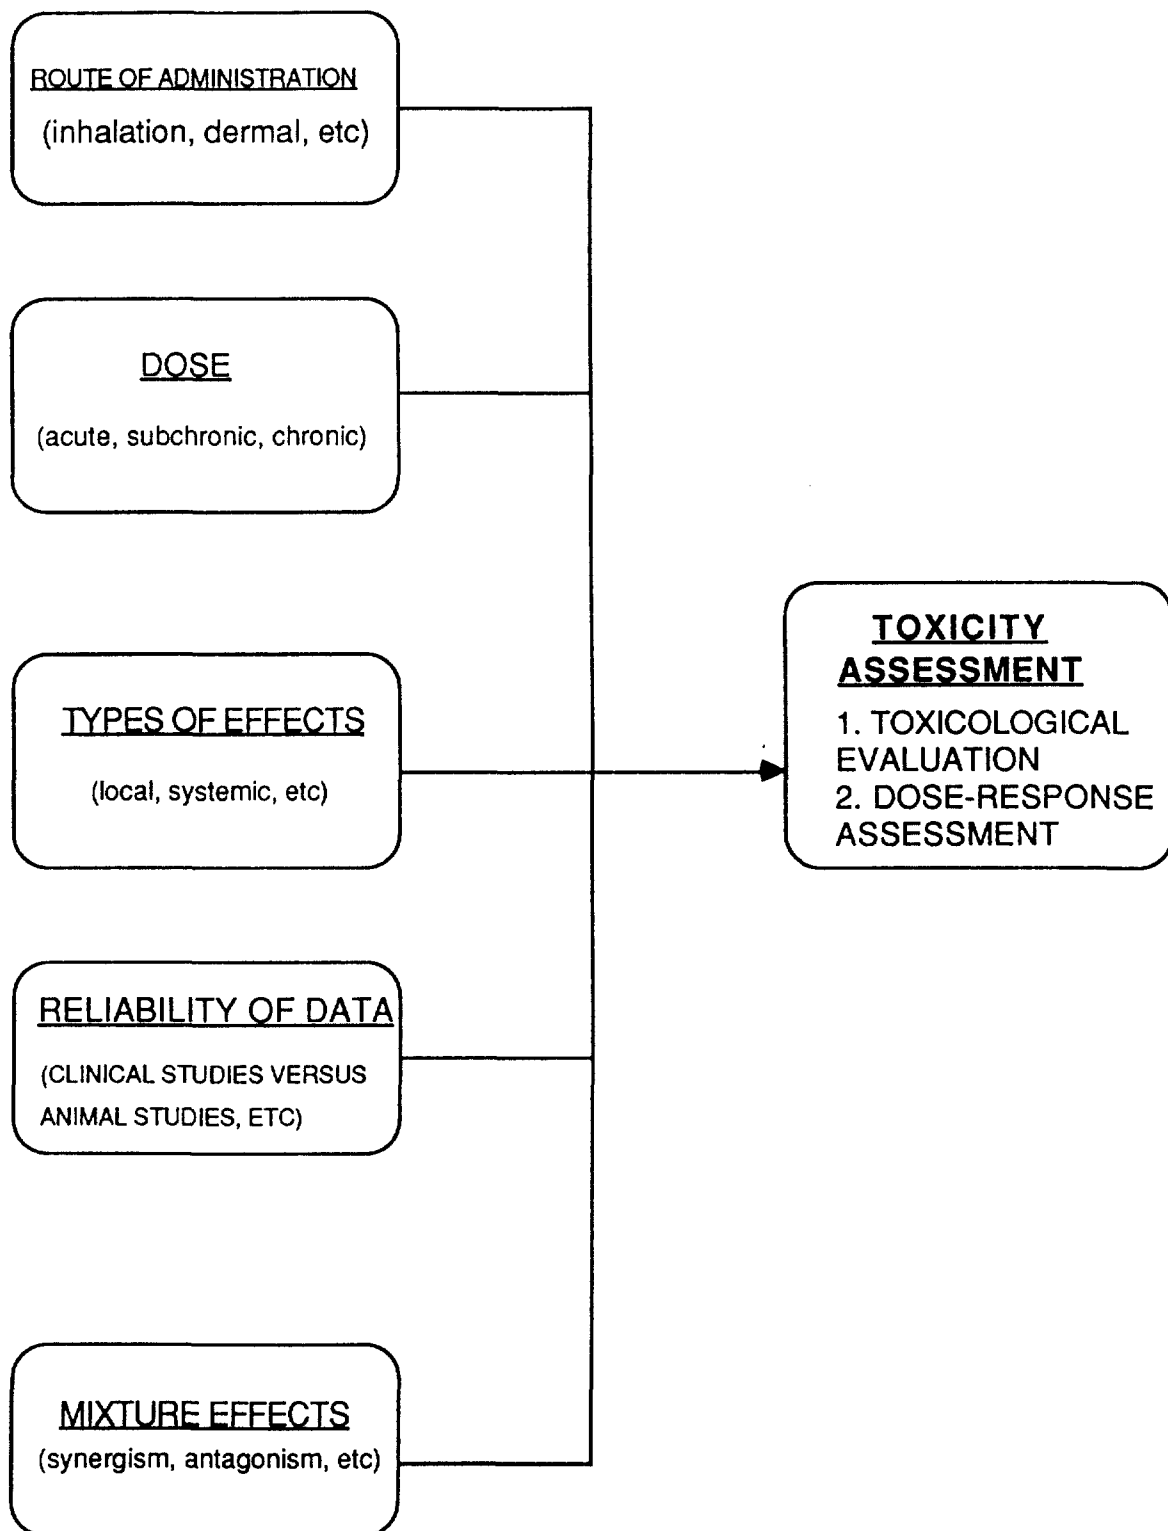 ROUTE OF ADMINISTRATION
(inhalation, dermal, etc)
DOSE
(acute, subchronic, chronic)
TYPES OF EFFECTS
(local, systemic, etc)
RELIABILITY OF DATA
(CLINICAL STUDIES VERSUS
ANIMAL STUDIES, ETC)
MIXTURE EFFECTS
(synergism, antagonism, etc)
TOXICITY
ASSESSMENT
1. TOXICOLOGICAL
EVALUATION
2. DOSE-RESPONSE
ASSESSMENT